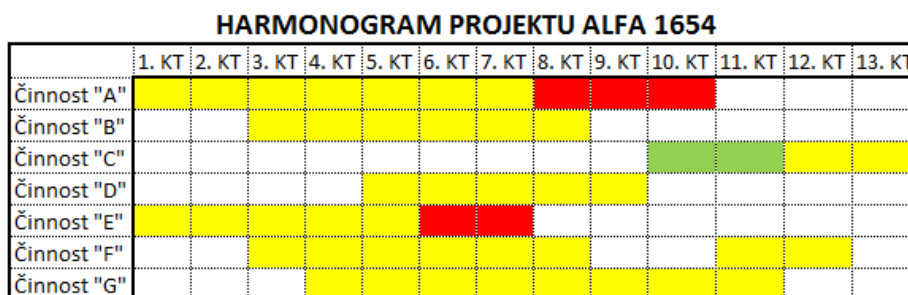 HARMONOGRAM PROJEKTU ALFA 1654
1. KT 2. KT 3. KT 4. KT 5. KT 6. KT 7. KT 8. KT 9. KT 10. KT 11. KT 12. KT 13. KT
Činnost "A"
Činnost "B"
Činnost "C"
Činnost "D"
Činnost "E"
Činnost "F"
Činnost "G"